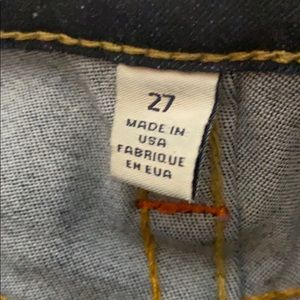 27
MADE IN
USA
FABRIQUE
EN EUA